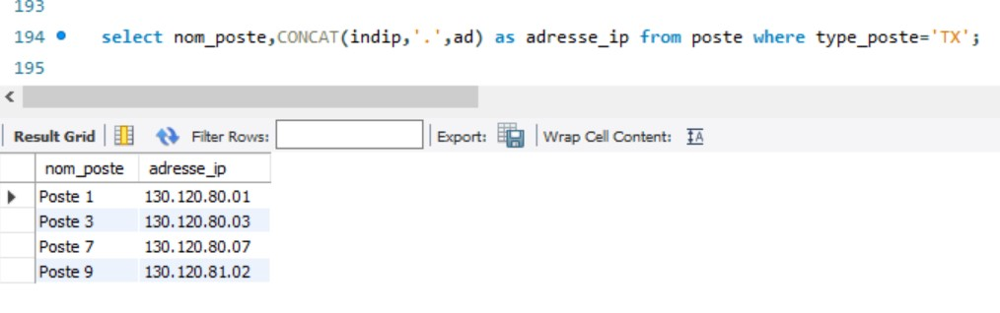 193
194 select nom_poste,CONCAT(indip,'.',ad) as adresse_ip from poste where type_poste='TX';
195
Result Grid Filter Rows: Export: Wrap Cell Content:
nom_poste adresse_ip
Poste 1 130.120.80.01
Poste 3 130.120.80.03
Poste 7 130.120.80.07
Poste 9 130.120.81.02